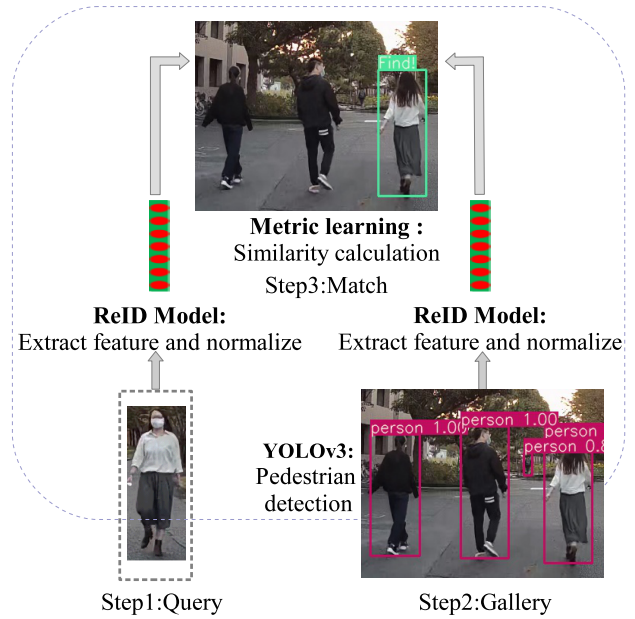 Find!
Metric learning :
Similarity calculation
Step3:Match
ReID Model:
Extract feature and normalize
ReID Model:
Extract feature and normalize
YOLOv3:
Pedestrian
detection
person 1.00
person 1.00
person
person 0.8
Step1:Query
Step2:Gallery